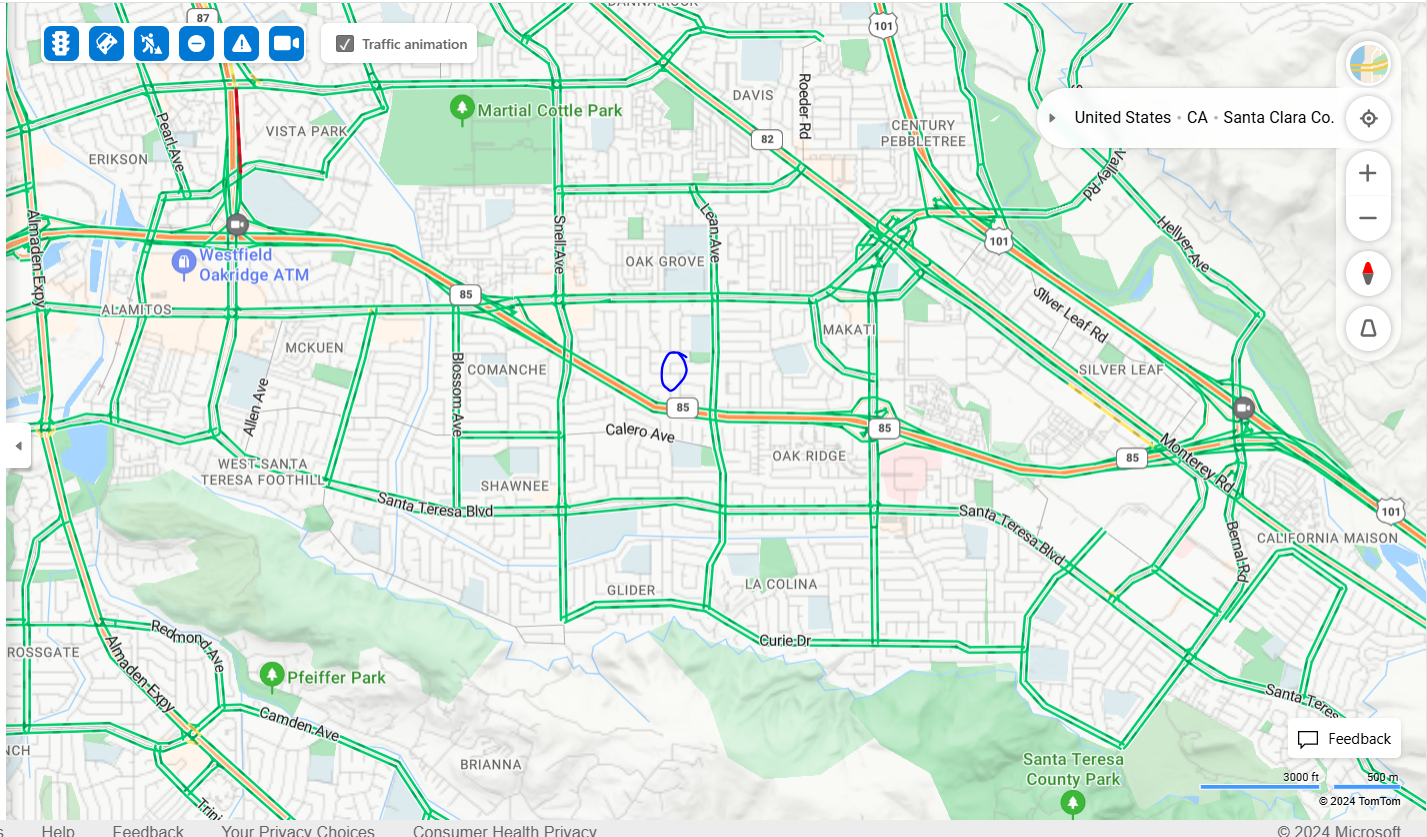 DANNA ROCK
87
101
Traffic animation
Martial Cottle Park
DAVIS
Roeder Rd
CENTURY
PEBBLETREE
United States • CA • Santa Clara Co.
Pearl Ave
VISTA PARK
ERIKSON
82
Valley Rd
Almaden Expy
Snell Ave
Lean Ave
Hellyer Ave
101
Westfield
Oakridge ATM
OAK GROVE
85
ALAMITOS
Silver Leaf Rd
MAKATI
MCKUEN
Blossom Ave
COMANCHE
SILVER LEAF
Allen Ave
85
Calero Ave
85
OAK RIDGE
85
Monterey Rd
WEST SANTA
TERESA FOOTHILL
SHAWNEE
Santa Teresa Blvd
Santa Teresa Blvd
101
Bernal Rd
CALIFORNIA MAISON
GLIDER
LA COLINA
Redmond Ave
ROSSGATE
Curie Dr
Almaden Expy
Pfeiffer Park
Santa Teres
Camden Ave
Feedback
NCH
BRIANNA
Santa Teresa
County Park
3000 ft
500 m
Trini
© 2024 TomTom
s
Help
Feedback
Your Privacy Choices
Consumer Health Privacy
© 2024 Microsoft